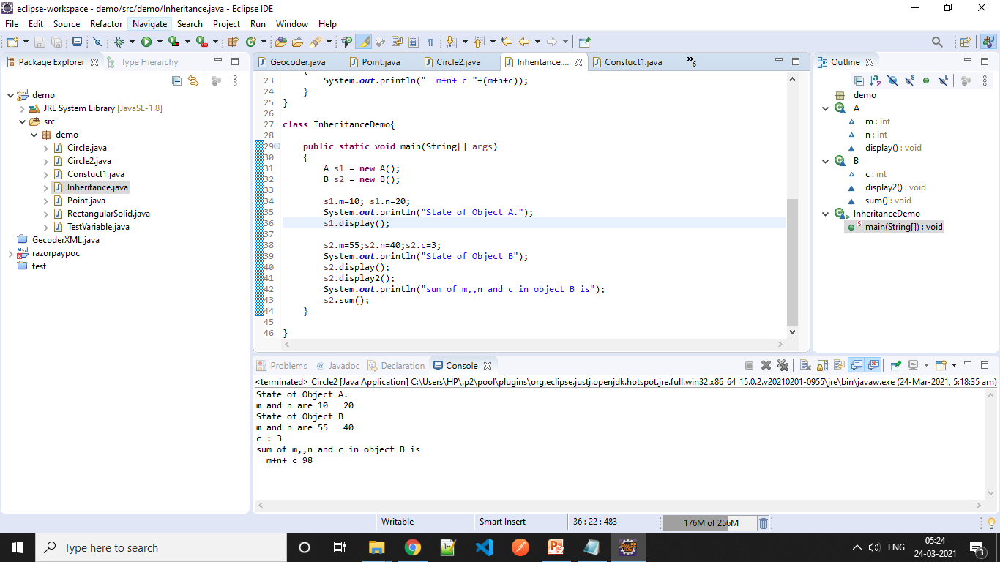 eclipse-workspace - demo/src/demo/Inheritance.java - Eclipse IDE
File Edit Source Refactor Navigate Search Project Run Window Help
Package Explorer Type Hierarchy
demo
JRE System Library [JavaSE-1.8]
src
demo
Circle.java
Circle2.java
Constuct1.java
Inheritance.java
Point.java
RectangularSolid.java
TestVariable.java
GecoderXML.java
razorpaypoc
test
Geocoder.java Point.java Circle2.java Inheritance.... Constuct1.java »6
23 System.out.println("  m+n+ c "+(m+n+c));
24 }
25 }
26
27 class InheritanceDemo{
28
29 public static void main(String[] args)
30 {
31 A s1 = new A();
32 B s2 = new B();
33
34 s1.m=10; s1.n=20;
35 System.out.println("State of Object A.");
36 s1.display();
37
38 s2.m=55;s2.n=40;s2.c=3;
39 System.out.println("State of Object B");
40 s2.display();
41 s2.display2();
42 System.out.println("sum of m,,n and c in object B is");
43 s2.sum();
44 }
45
46 }
Outline
demo
A
m : int
n : int
display() : void
B
c : int
display2() : void
sum() : void
InheritanceDemo
main(String[]) : void
Problems @ Javadoc Declaration Console
<terminated> Circle2 [Java Application] C:\Users\HP\.p2\pool\plugins\org.eclipse.justj.openjdk.hotspot.jre.full.win32.x86_64_15.0.2.v20210201-0955\jre\bin\javaw.exe (24-Mar-2021, 5:18:35 am)
State of Object A.
m and n are 10   20
State of Object B
m and n are 55   40
c : 3
sum of m,,n and c in object B is
  m+n+ c 98
Writable Smart Insert 36 : 22 : 483 176M of 256M
Type here to search
ENG
05:24
24-03-2021
3